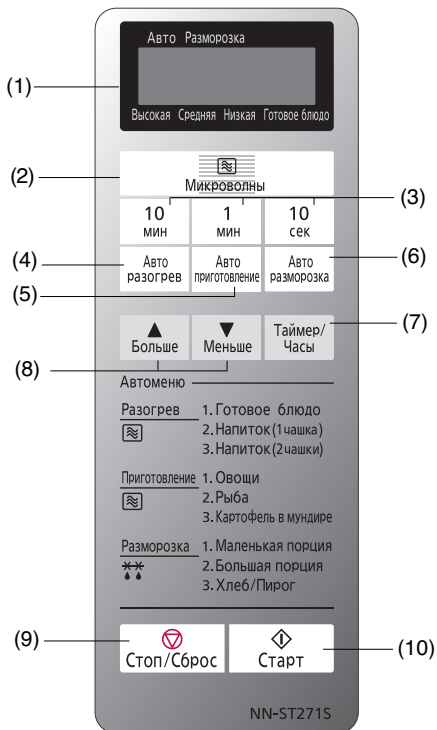 Авто Разморозка
(1)
Высокая Средняя Низкая Готовое блюдо
(2)
Микроволны
(3)
10 мин
1 мин
10 сек
(4)
Авто разогрев
Авто приготовление
Авто разморозка
(6)
(5)
(7)
Больше
Меньше
Таймер/
Часы
(8)
Автоменю
Разогрев
1. Готовое блюдо
2. Напиток (1 чашка)
3. Напиток (2 чашки)
Приготовление
1. Овощи
2. Рыба
3. Картофель в мундире
Разморозка
1. Маленькая порция
2. Большая порция
3. Хлеб/Пирог
(9)
Стоп/Сброс
Старт
(10)
NN-ST271S